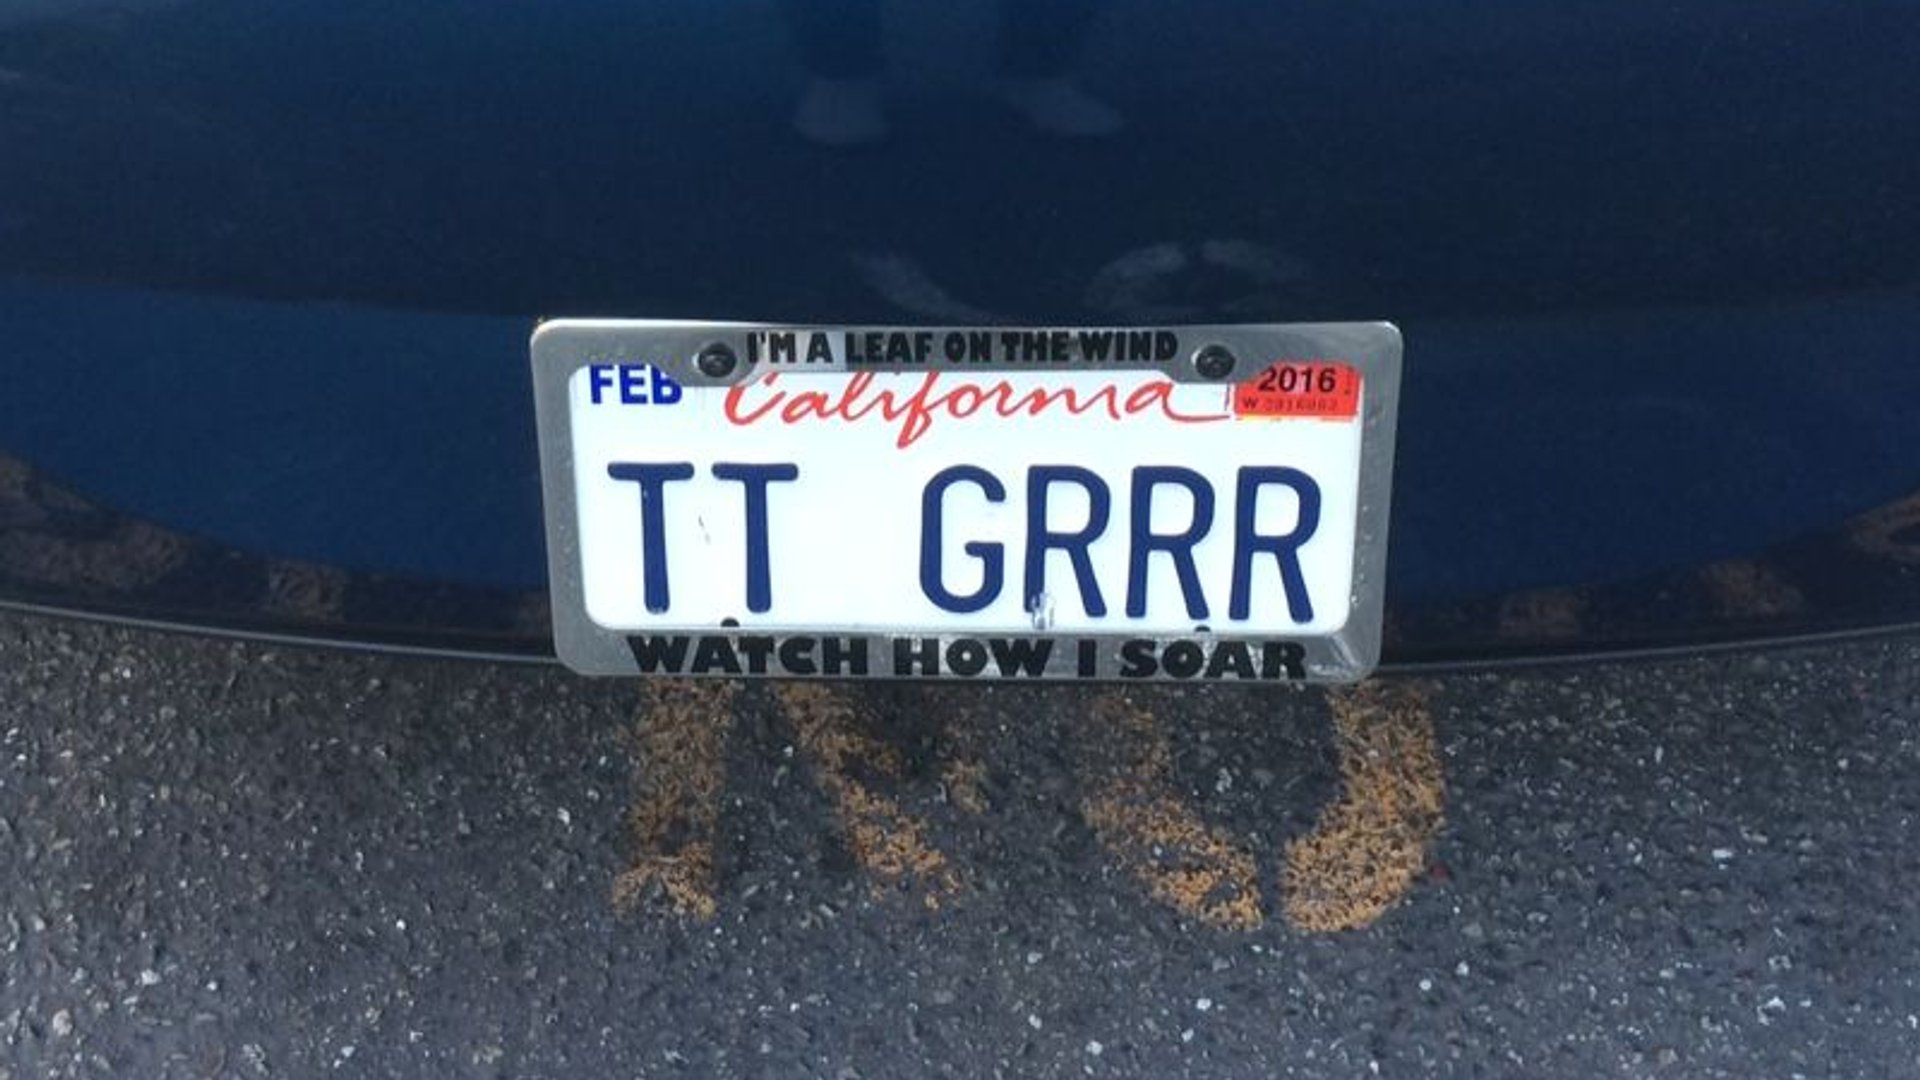 I'M A LEAF ON THE WIND
FEB California 2016
TT GRRR
WATCH HOW I SOAR